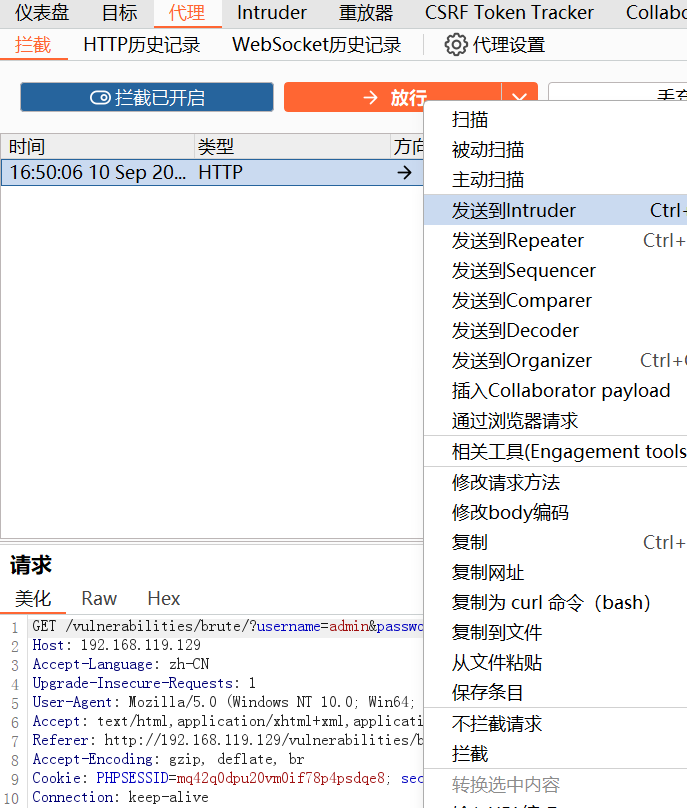 仪表盘 目标 代理 Intruder 重放器 CSRF Token Tracker Collabo
拦截 HTTP历史记录 WebSocket历史记录 代理设置
拦截已开启 → 放行
时间 类型 方向
16:50:06 10 Sep 20... HTTP →
扫描
被动扫描
主动扫描
发送到Intruder Ctrl+
发送到Repeater Ctrl+
发送到Sequencer
发送到Comparer
发送到Decoder
发送到Organizer Ctrl+
插入Collaborator payload
通过浏览器请求
相关工具(Engagement tools
修改请求方法
修改body编码
复制 Ctrl+
复制网址
复制为 curl 命令（bash）
复制到文件
从文件粘贴
保存条目
不拦截请求
拦截
转换选中内容
请求
美化 Raw Hex
1 GET /vulnerabilities/brute/?username=admin&passwo
2 Host: 192.168.119.129
3 Accept-Language: zh-CN
4 Upgrade-Insecure-Requests: 1
5 User-Agent: Mozilla/5.0 (Windows NT 10.0; Win64;
6 Accept: text/html,application/xhtml+xml,application
7 Referer: http://192.168.119.129/vulnerabilities/b
8 Accept-Encoding: gzip, deflate, br
9 Cookie: PHPSESSID=mq42q0dpu20vm0if78p4psdqe8; sec
10 Connection: keep-alive